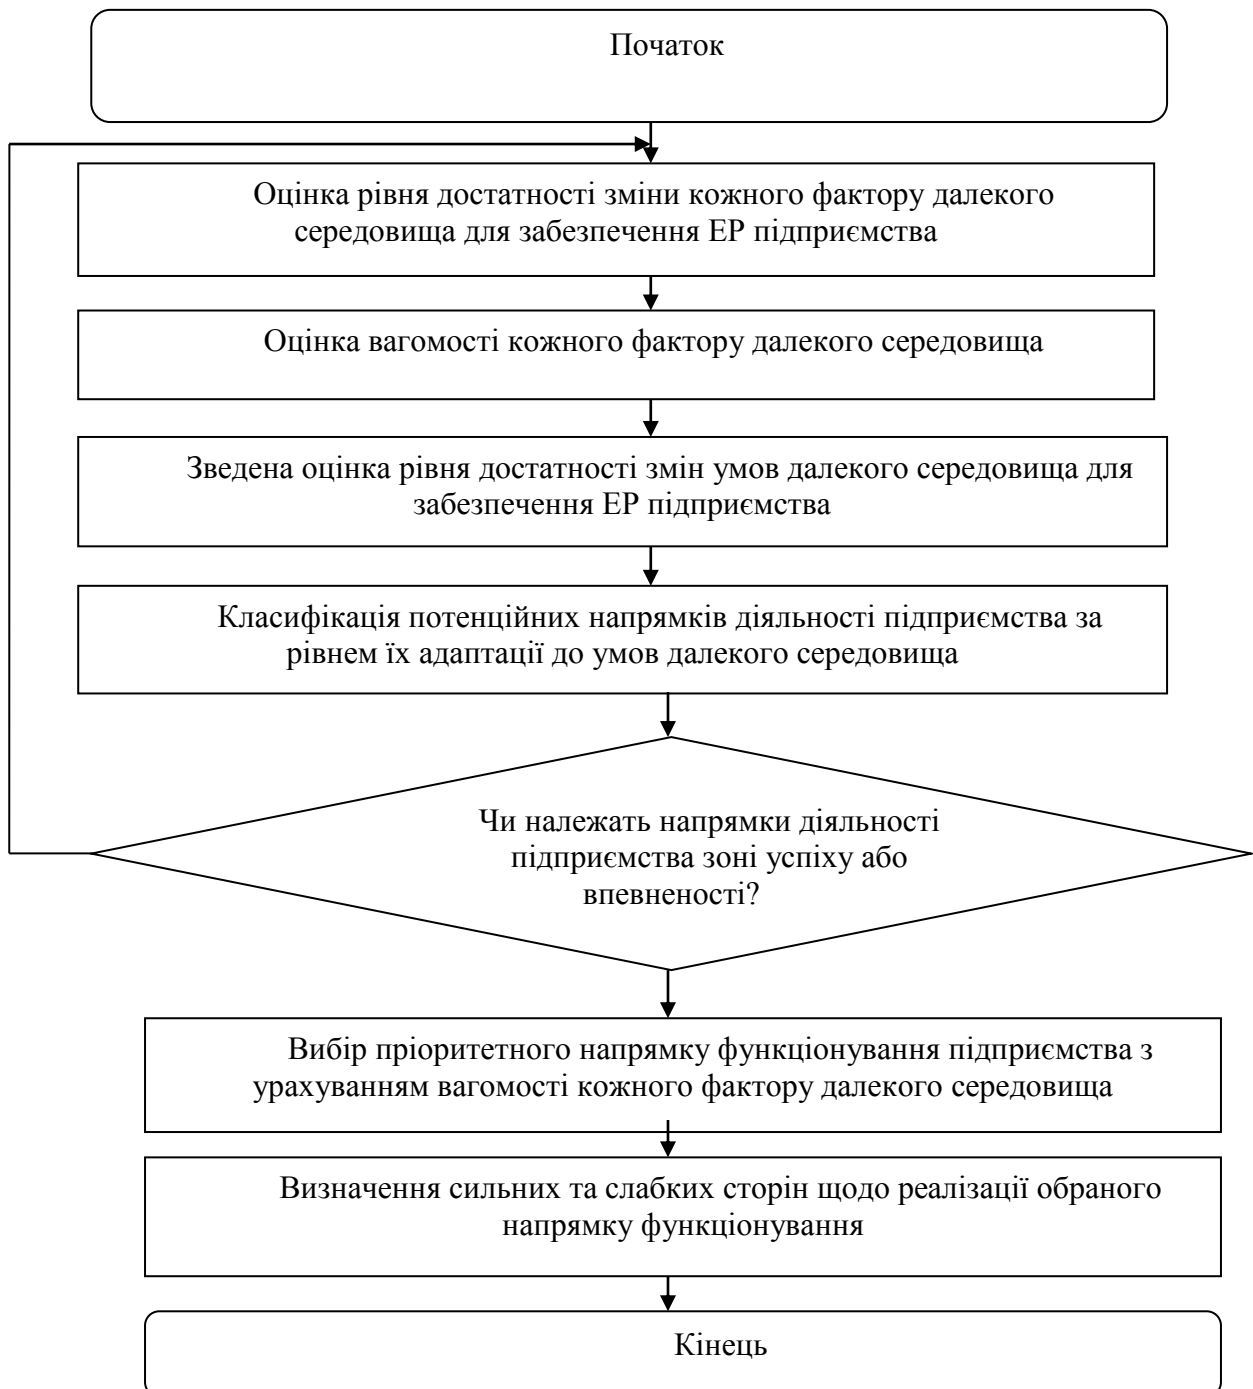 Початок
Оцінка рівня достатності зміни кожного фактору далекого
середовища для забезпечення ЕР підприємства
Оцінка вагомості кожного фактору далекого середовища
Зведена оцінка рівня достатності змін умов далекого середовища для
забезпечення ЕР підприємства
Класифікація потенційних напрямків діяльності підприємства за
рівнем їх адаптації до умов далекого середовища
Чи належать напрямки діяльності
підприємства зоні успіху або
впевненості?
Вибір пріоритетного напрямку функціонування підприємства з
урахуванням вагомості кожного фактору далекого середовища
Визначення сильних та слабких сторін щодо реалізації обраного
напрямку функціонування
Кінець